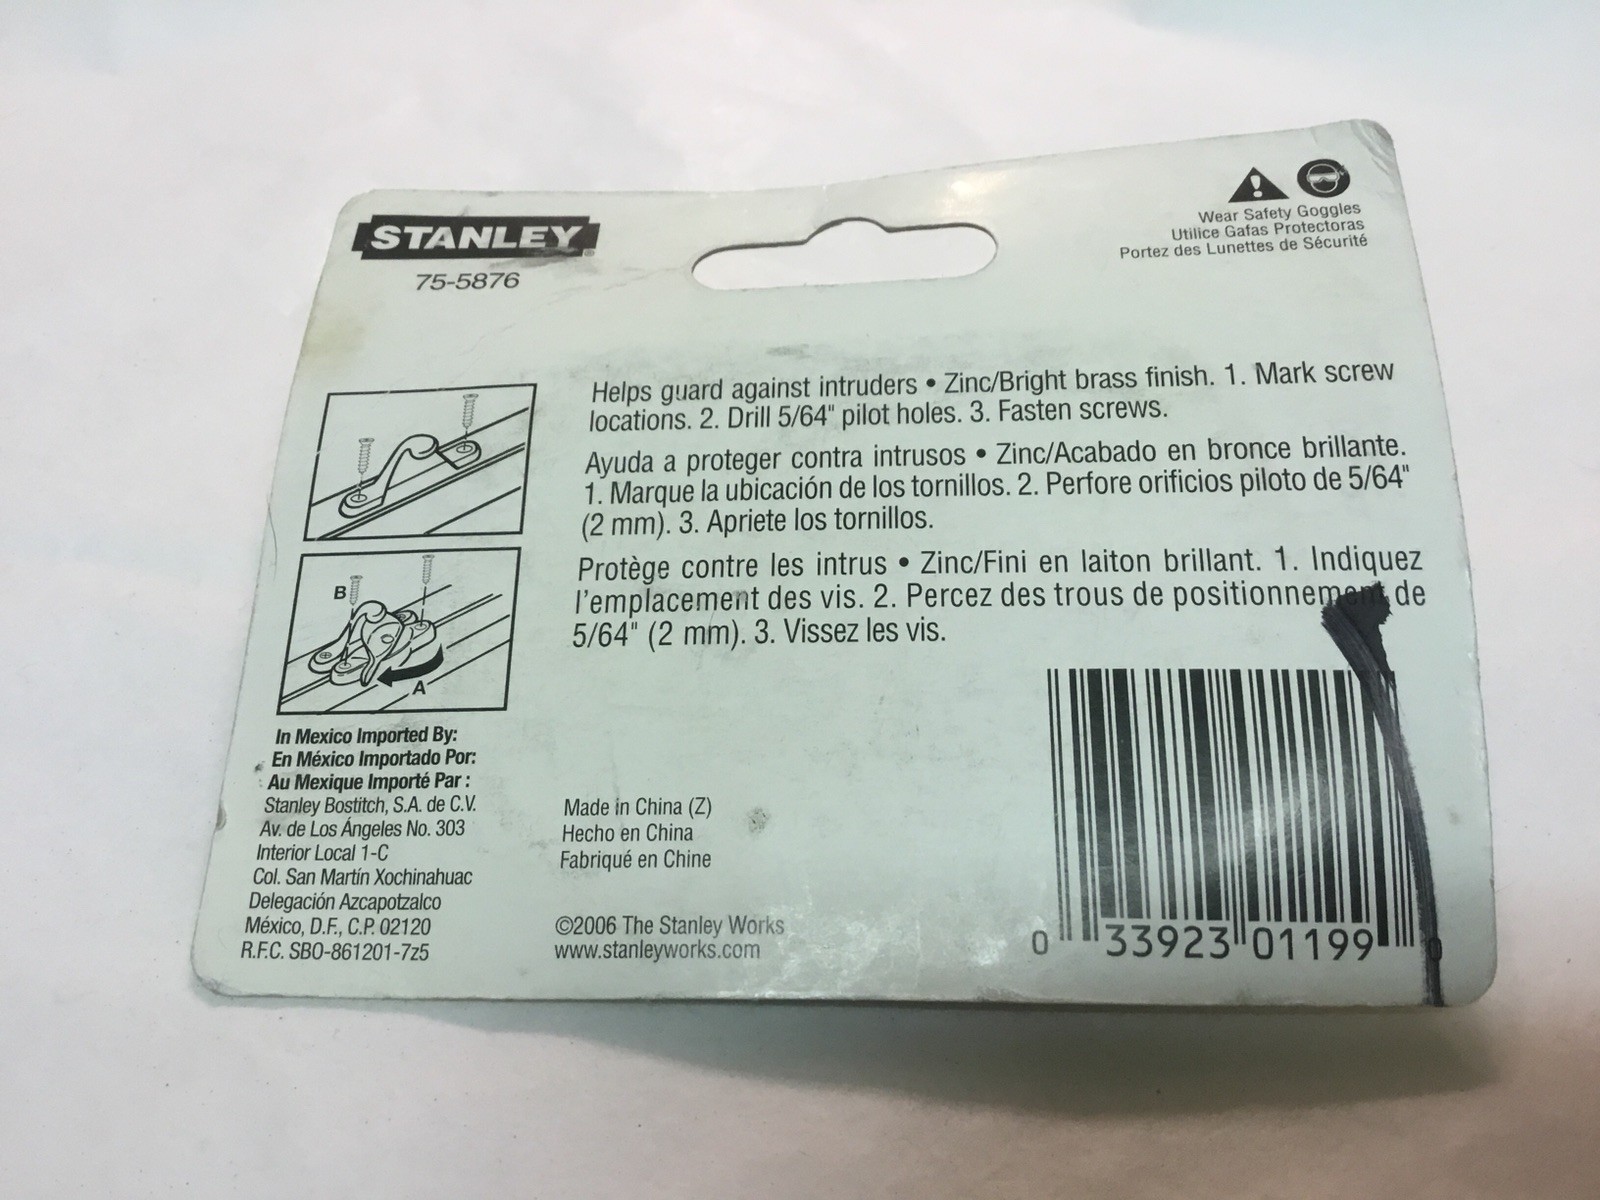 STANLEY®
75-5876
Wear Safety Goggles
Utilice Gafas Protectoras
Portez des Lunettes de Sécurité
Helps guard against intruders • Zinc/Bright brass finish. 1. Mark screw
locations. 2. Drill 5/64" pilot holes. 3. Fasten screws.
Ayuda a proteger contra intrusos • Zinc/Acabado en bronce brillante.
1. Marque la ubicación de los tornillos. 2. Perfore orificios piloto de 5/64"
(2 mm). 3. Apriete los tornillos.
Protège contre les intrus • Zinc/Fini en laiton brillant. 1. Indiquez
l'emplacement des vis. 2. Percez des trous de positionnement de
5/64" (2 mm). 3. Vissez les vis.
B
A
In Mexico Imported By:
En México Importado Por:
Au Mexique Importé Par :
Stanley Bostitch, S.A. de C.V.
Av. de Los Ángeles No. 303
Interior Local 1-C
Col. San Martín Xochinahuac
Delegación Azcapotzalco
México, D.F., C.P. 02120
R.F.C. SBO-861201-7z5
Made in China (Z)
Hecho en China
Fabriqué en Chine
©2006 The Stanley Works
www.stanleyworks.com
0 33923 01199 0